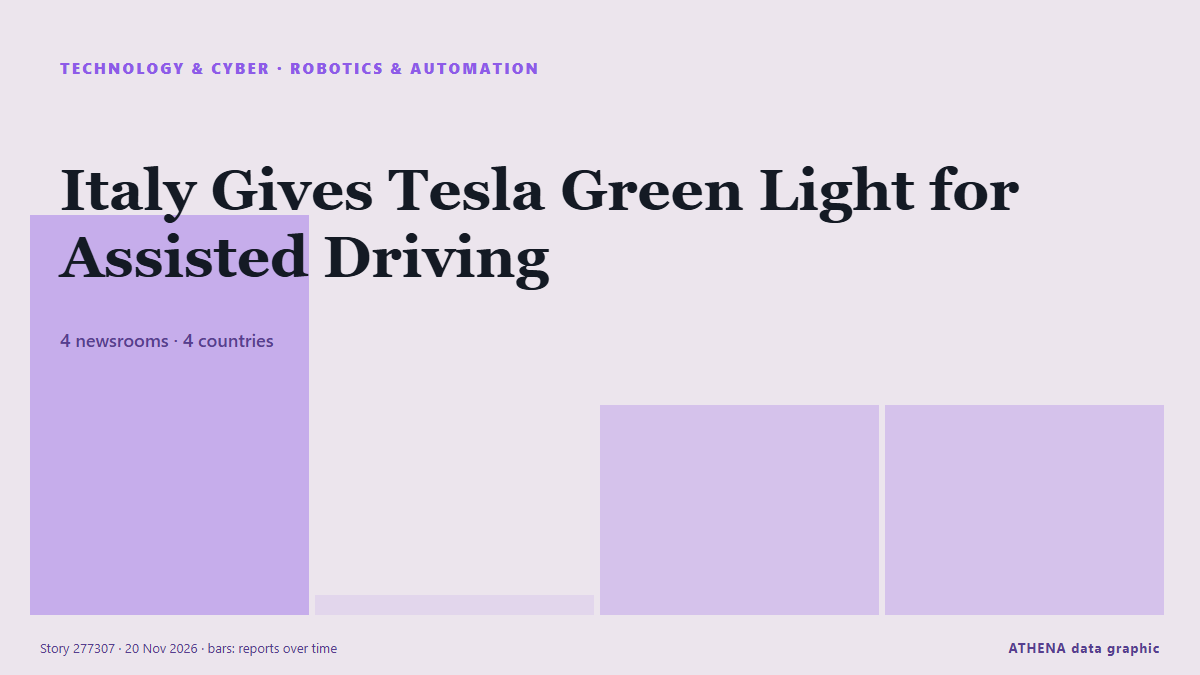 TECHNOLOGY & CYBER · ROBOTICS & AUTOMATION
Italy Gives Tesla Green Light for
Assisted Driving
4 newsrooms · 4 countries
Story 277307 · 20 Nov 2026 · bars: reports over time
ATHENA data graphic